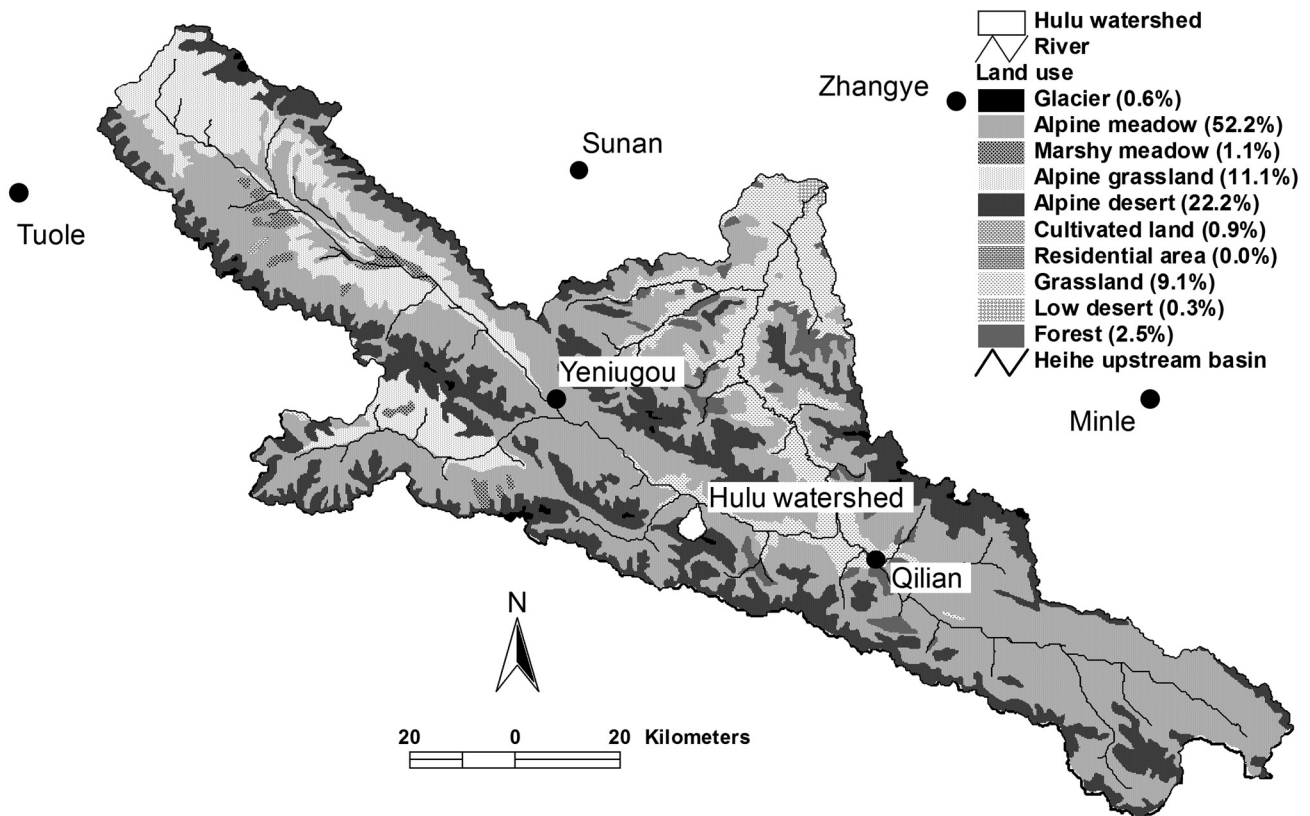 Hulu watershed
River
Land use
Glacier (0.6%)
Alpine meadow (52.2%)
Marshy meadow (1.1%)
Alpine grassland (11.1%)
Alpine desert (22.2%)
Cultivated land (0.9%)
Residential area (0.0%)
Grassland (9.1%)
Low desert (0.3%)
Forest (2.5%)
Heihe upstream basin
Zhangye
Sunan
Tuole
Yeniugou
Minle
Hulu watershed
Qilian
N
20 0 20 Kilometers